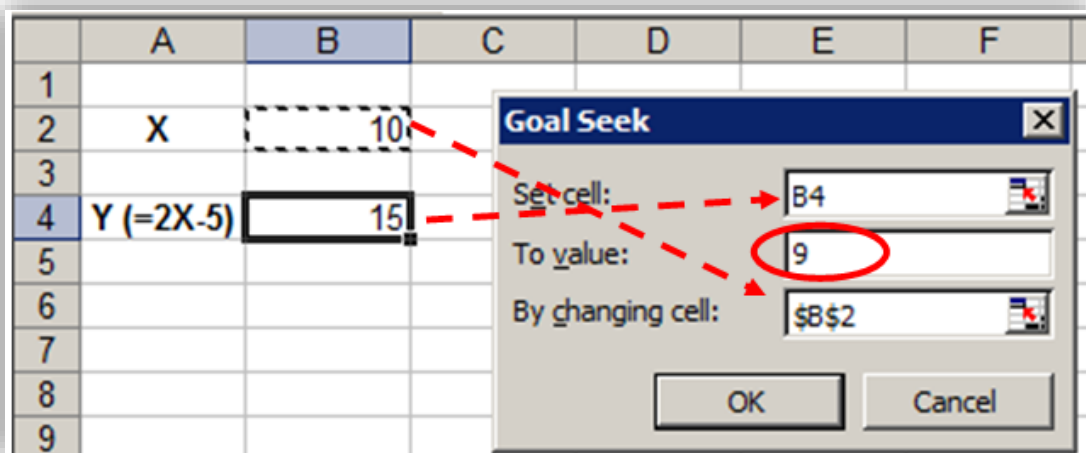 A B C D E F
1
2 X 10
3
4 Y (=2X-5) 15
5
6
7
8
9
Goal Seek
Set cell: B4
To value: 9
By changing cell: $B$2
OK Cancel